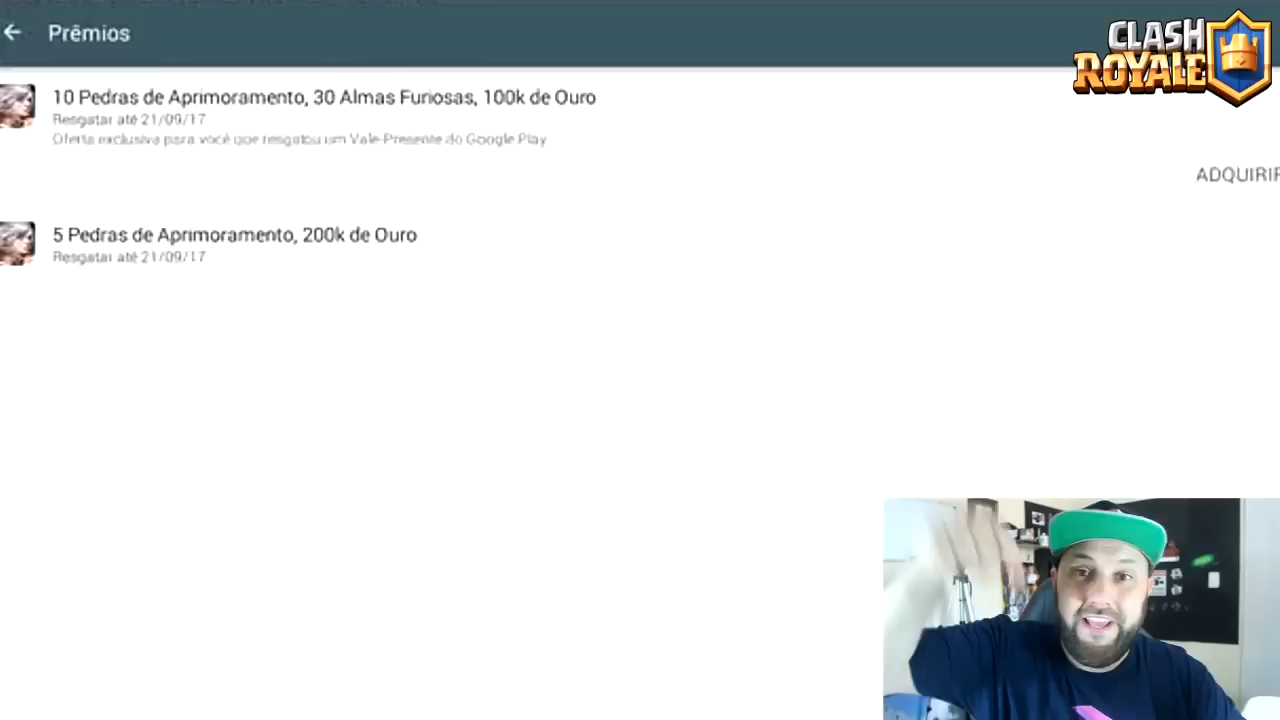 Prêmios
CLASH
ROYALE
10 Pedras de Aprimoramento, 30 Almas Furiosas, 100k de Ouro
Resgatar até 21/09/17
Oferta exclusiva para você que resgatou um Vale-Presente do Google Play
ADQUIRIR
5 Pedras de Aprimoramento, 200k de Ouro
Resgatar até 21/09/17